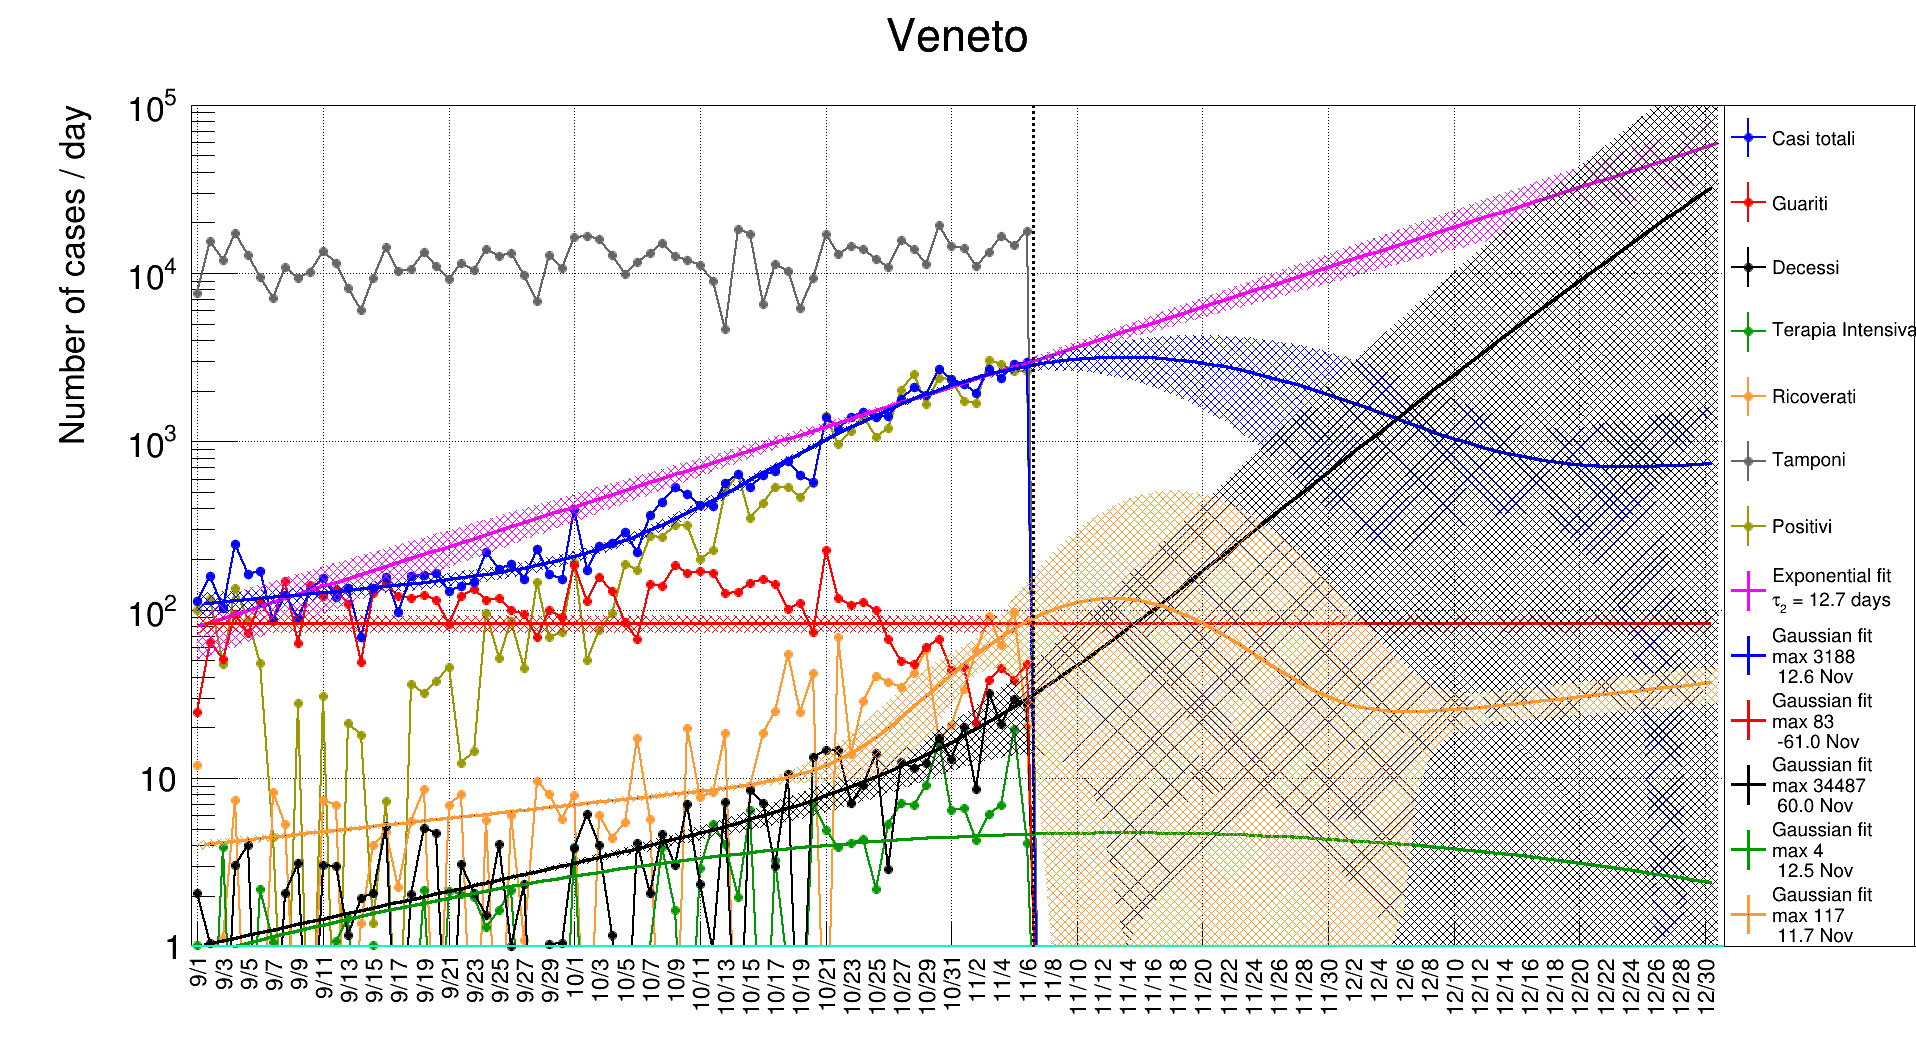 Veneto
Number of cases / day
10⁵
10⁴
10³
10²
10
1
9/1 9/3 9/5 9/7 9/9 9/11 9/13 9/15 9/17 9/19 9/21 9/23 9/25 9/27 9/29 10/1 10/3 10/5 10/7 10/9 10/11 10/13 10/15 10/17 10/19 10/21 10/23 10/25 10/27 10/29 10/31 11/2 11/4 11/6 11/8 11/10 11/12 11/14 11/16 11/18 11/20 11/22 11/24 11/26 11/28 11/30 12/2 12/4 12/6 12/8 12/10 12/12 12/14 12/16 12/18 12/20 12/22 12/24 12/26 12/28 12/30
Casi totali
Guariti
Decessi
Terapia Intensiva
Ricoverati
Tamponi
Positivi
Exponential fit
τ₂ = 12.7 days
Gaussian fit
max 3188
12.6 Nov
Gaussian fit
max 83
-61.0 Nov
Gaussian fit
max 34487
60.0 Nov
Gaussian fit
max 4
12.5 Nov
Gaussian fit
max 117
11.7 Nov